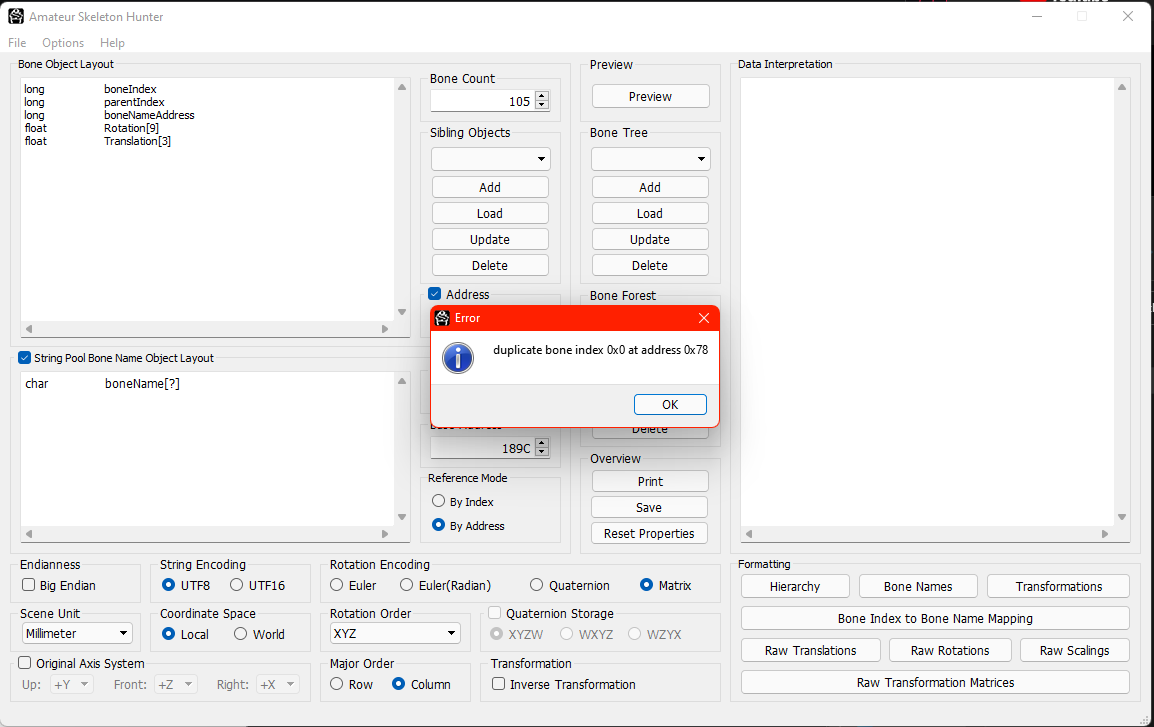 Amateur Skeleton Hunter
File Options Help
Bone Object Layout
long boneIndex
long parentIndex
long boneNameAddress
float Rotation[9]
float Translation[3]
Bone Count
105
Sibling Objects
Add
Load
Update
Delete
Address
Preview
Preview
Bone Tree
Add
Load
Update
Delete
Bone Forest
Data Interpretation
Error
duplicate bone index 0x0 at address 0x78
OK
String Pool Bone Name Object Layout
char boneName[?]
189C
Reference Mode
By Index
By Address
Delete
Overview
Print
Save
Reset Properties
Endianness
Big Endian
String Encoding
UTF8 UTF16
Rotation Encoding
Euler Euler(Radian) Quaternion Matrix
Scene Unit
Millimeter
Coordinate Space
Local World
Rotation Order
XYZ
Quaternion Storage
XYZW WXYZ WZYX
Original Axis System
Up: +Y Front: +Z Right: +X
Major Order
Row Column
Transformation
Inverse Transformation
Formatting
Hierarchy Bone Names Transformations
Bone Index to Bone Name Mapping
Raw Translations Raw Rotations Raw Scalings
Raw Transformation Matrices